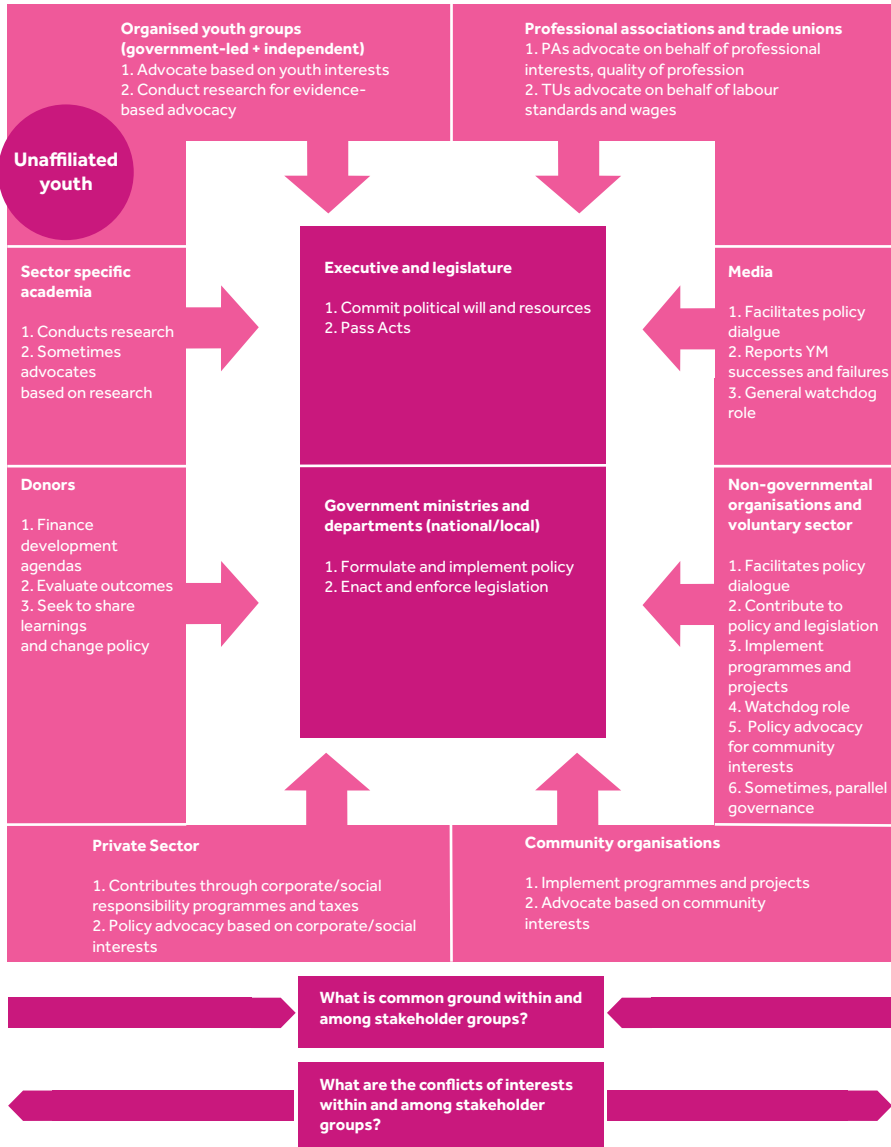 Organised youth groups
(government-led + independent)
1. Advocate based on youth interests
2. Conduct research for evidence-
based advocacy
Professional associations and trade unions
1. PAs advocate on behalf of professional
interests, quality of profession
2. TUs advocate on behalf of labour
standards and wages
Unaffiliated
youth
Sector specific
academia
1. Conducts research
2. Sometimes
advocates
based on research
Executive and legislature
1. Commit political will and resources
2. Pass Acts
Media
1. Facilitates policy
dialgue
2. Reports YM
successes and failures
3. General watchdog
role
Donors
1. Finance
development
agendas
2. Evaluate outcomes
3. Seek to share
learnings
and change policy
Government ministries and
departments (national/local)
1. Formulate and implement policy
2. Enact and enforce legislation
Non-governmental
organisations and
voluntary sector
1. Facilitates policy
dialogue
2. Contribute to
policy and legislation
3. Implement
programmes and
projects
4. Watchdog role
5. Policy advocacy
for community
interests
6. Sometimes, parallel
governance
Private Sector
1. Contributes through corporate/social
responsibility programmes and taxes
2. Policy advocacy based on corporate/social
interests
Community organisations
1. Implement programmes and projects
2. Advocate based on community
interests
What is common ground within and
among stakeholder groups?
What are the conflicts of interests
within and among stakeholder
groups?